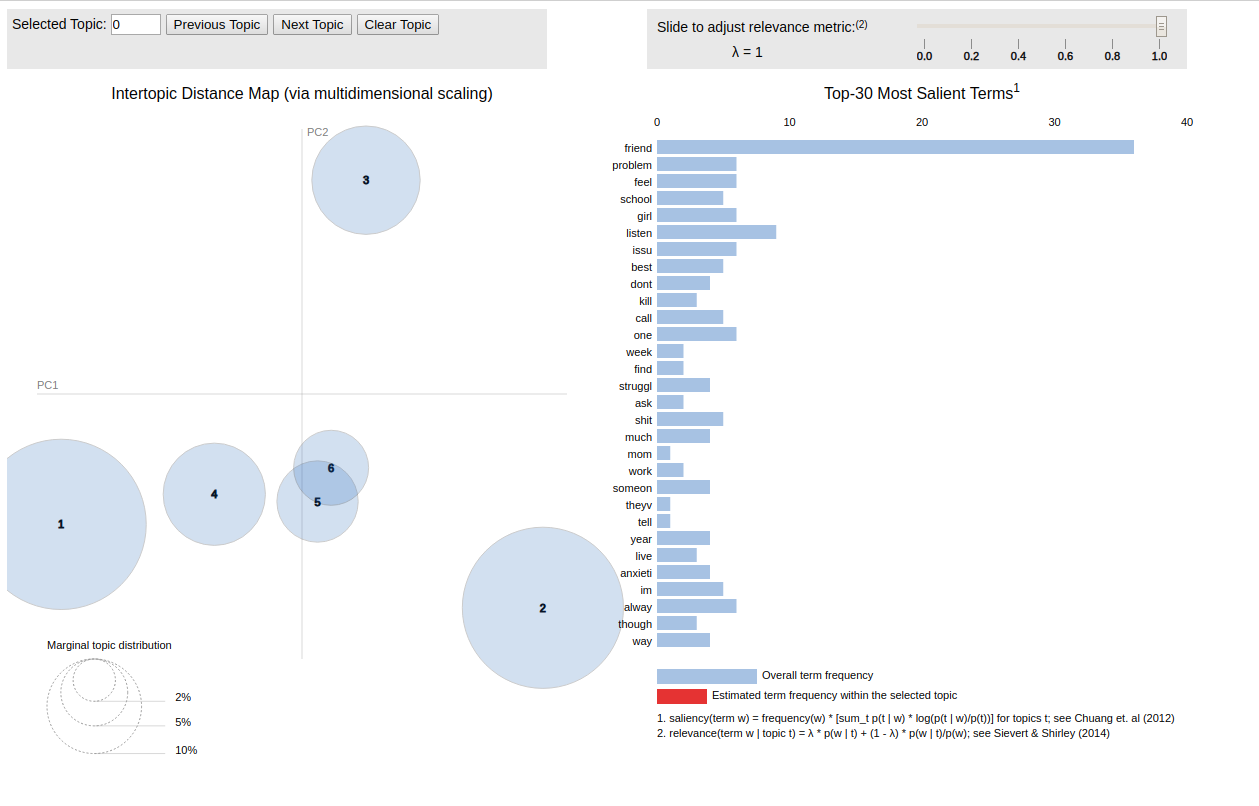 Selected Topic: 0 Previous Topic Next Topic Clear Topic
Slide to adjust relevance metric:(2)
λ = 1
0.0 0.2 0.4 0.6 0.8 1.0
Intertopic Distance Map (via multidimensional scaling)
PC2
PC1
3
6
4
5
1
2
Marginal topic distribution
2%
5%
10%
Top-30 Most Salient Terms1
0 10 20 30 40
friend
problem
feel
school
girl
listen
issu
best
dont
kill
call
one
week
find
struggl
ask
shit
much
mom
work
someon
theyv
tell
year
live
anxieti
im
alway
though
way
Overall term frequency
Estimated term frequency within the selected topic
1. saliency(term w) = frequency(w) * [sum_t p(t | w) * log(p(t | w)/p(t))] for topics t; see Chuang et. al (2012)
2. relevance(term w | topic t) = λ * p(w | t) + (1 - λ) * p(w | t)/p(w); see Sievert & Shirley (2014)